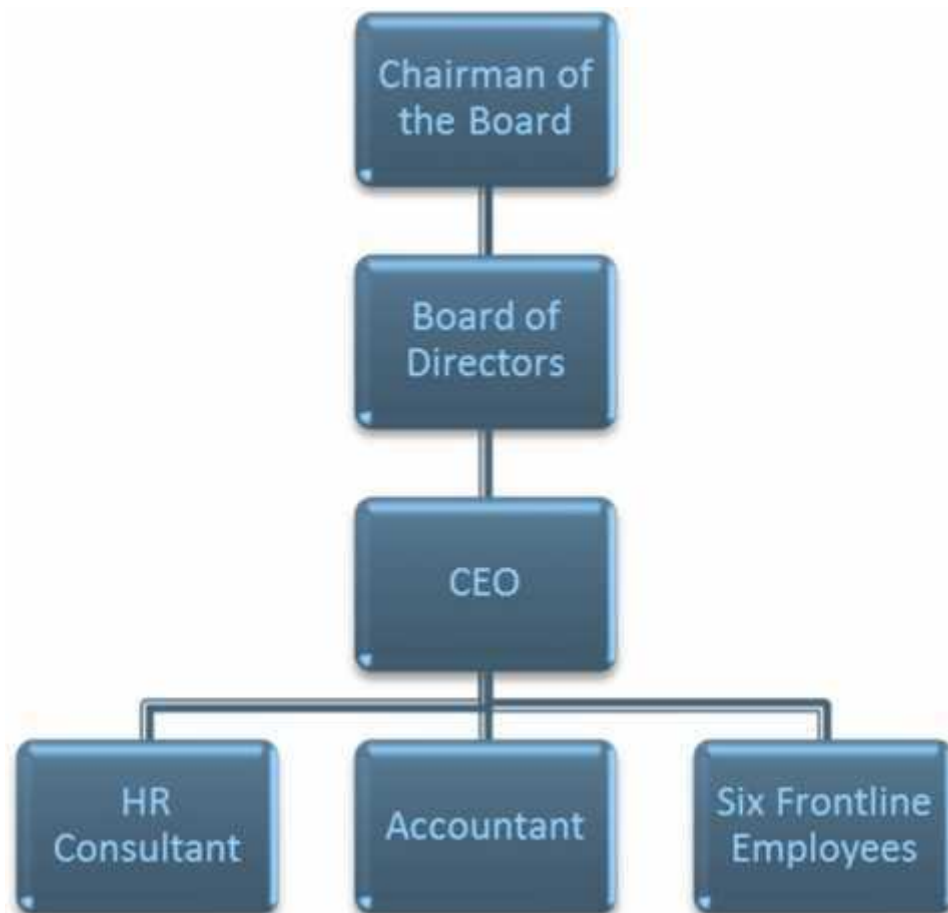 Chairman of
the Board
Board of
Directors
CEO
HR
Consultant
Accountant
Six Frontline
Employees